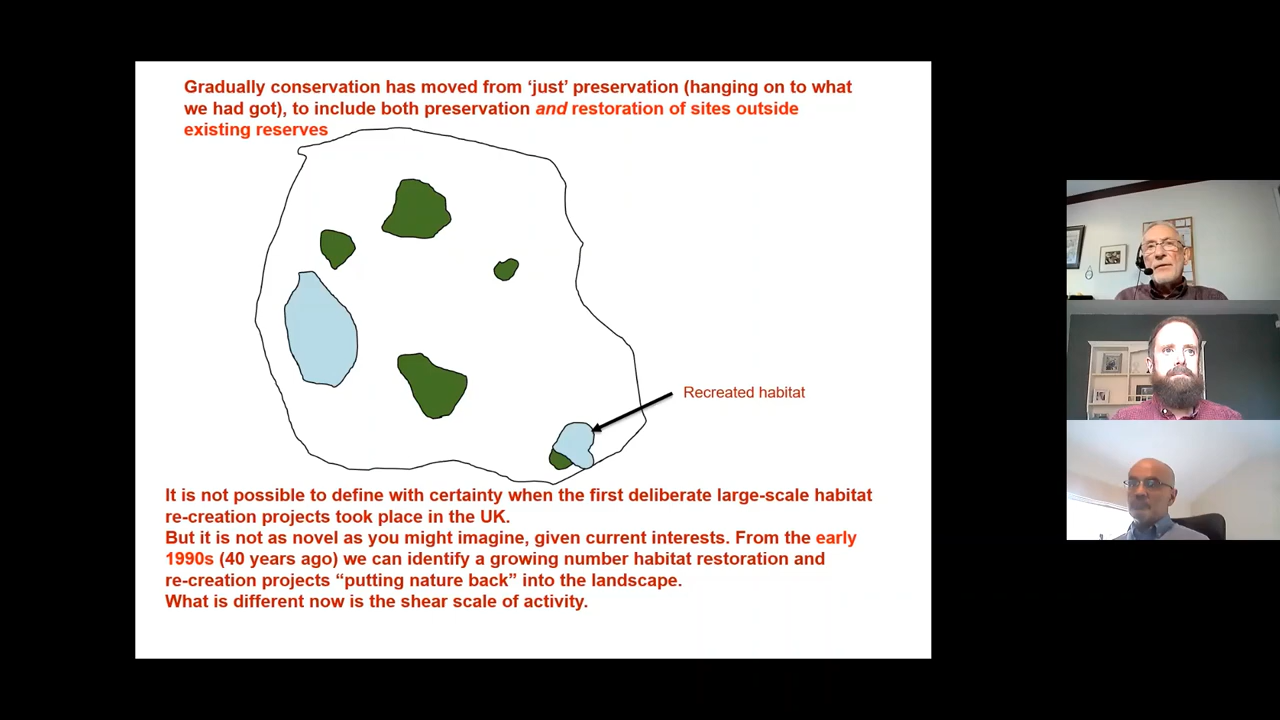 Gradually conservation has moved from ‘just’ preservation (hanging on to what
we had got), to include both preservation and restoration of sites outside
existing reserves
Recreated habitat
It is not possible to define with certainty when the first deliberate large-scale habitat
re-creation projects took place in the UK.
But it is not as novel as you might imagine, given current interests. From the early
1990s (40 years ago) we can identify a growing number habitat restoration and
re-creation projects “putting nature back” into the landscape.
What is different now is the shear scale of activity.